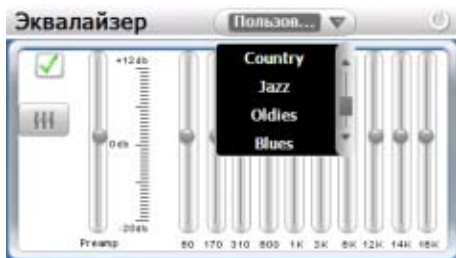 Эквалайзер
Пользов...
+12db
Country
Jazz
Oldies
Blues
0db
-20db
Preamp 60 170 310 600 1K 3K 6K 12K 14K 16K